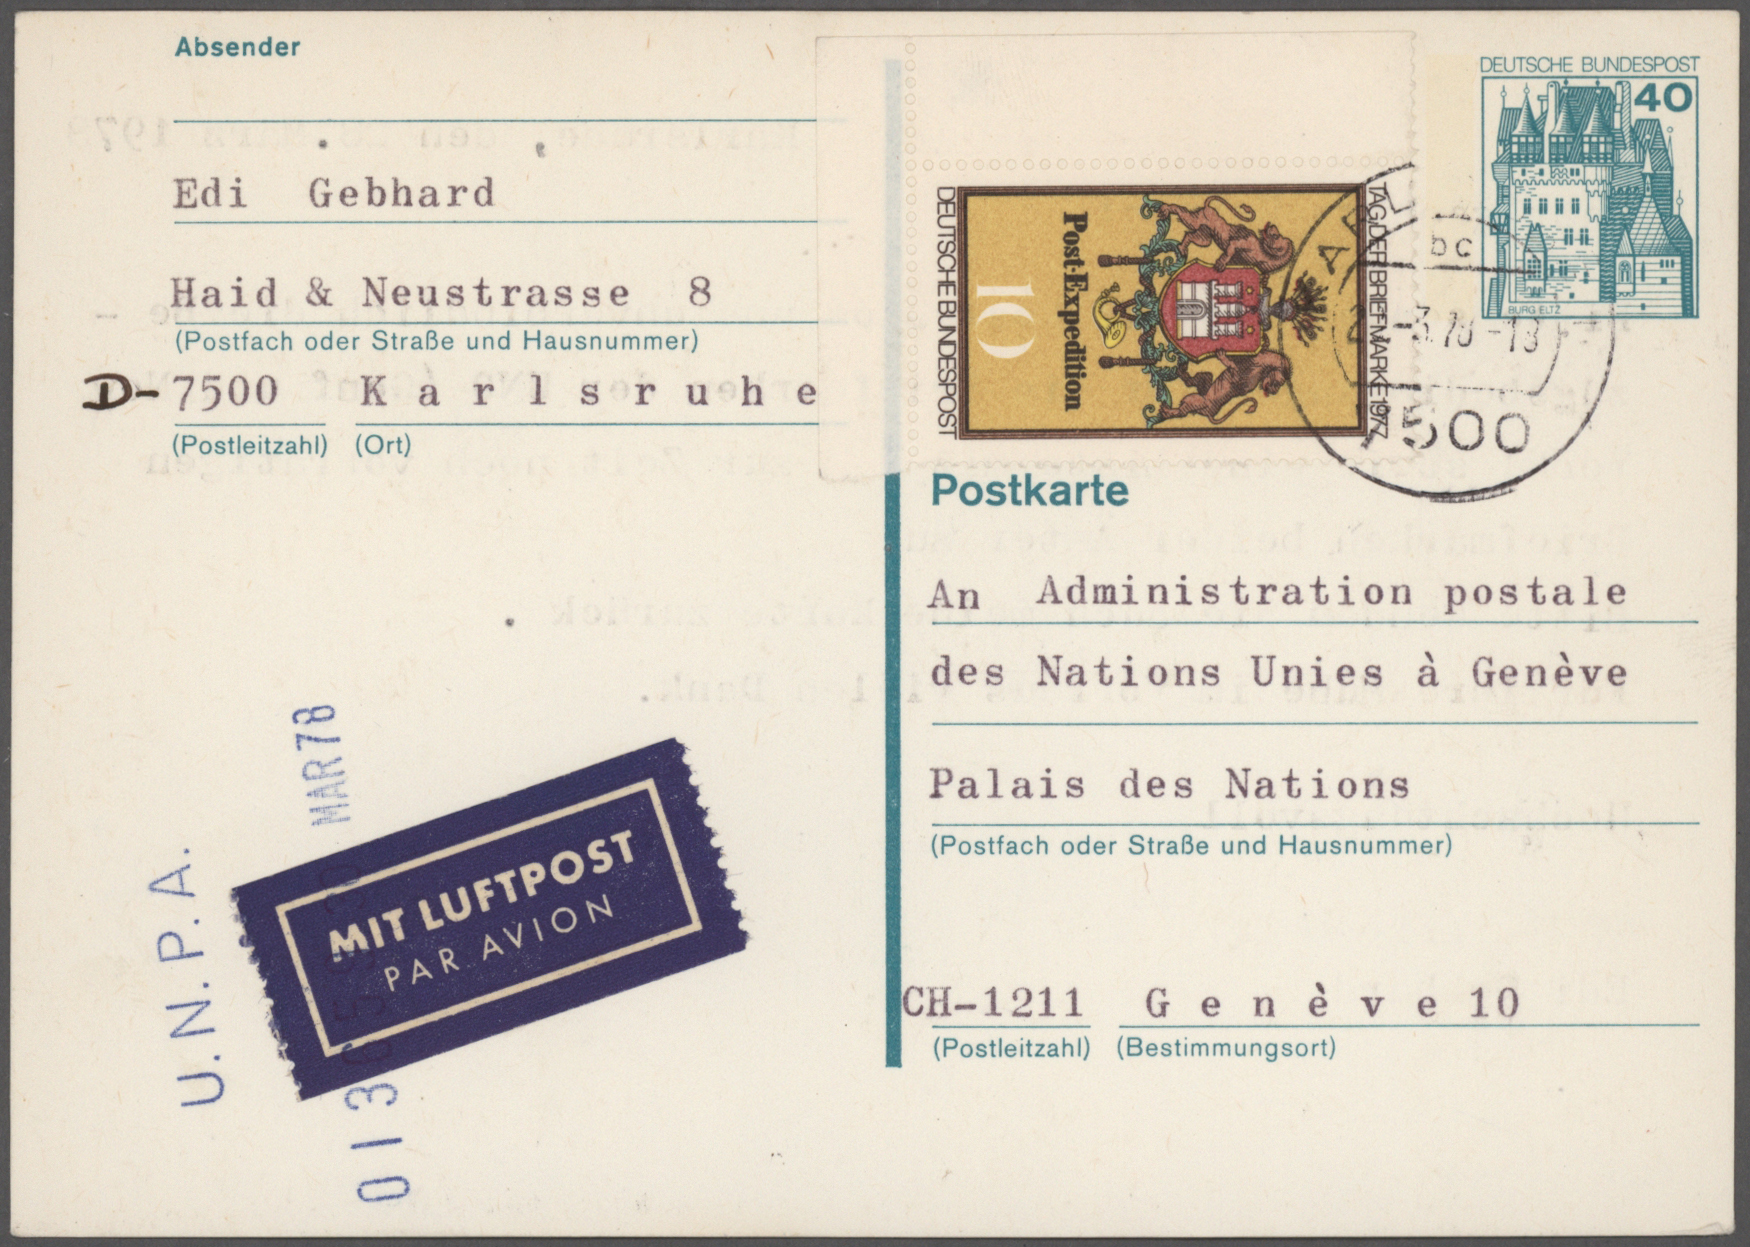 Absender
Edi Gebhard
Haid & Neustrasse 8
(Postfach oder Straße und Hausnummer)
D-7500 Karlsruhe
(Postleitzahl) (Ort)
DEUTSCHE BUNDESPOST
10
Post-Expedition
TAG DER BRIEFMARKE 1977
DEUTSCHE BUNDESPOST
40
BURG ELTZ
bc
7500
Postkarte
An Administration postale
des Nations Unies à Genève
Palais des Nations
(Postfach oder Straße und Hausnummer)
CH-1211 Genève 10
(Postleitzahl) (Bestimmungsort)
MIT LUFTPOST
PAR AVION
U.N.P.A.
MAR 78